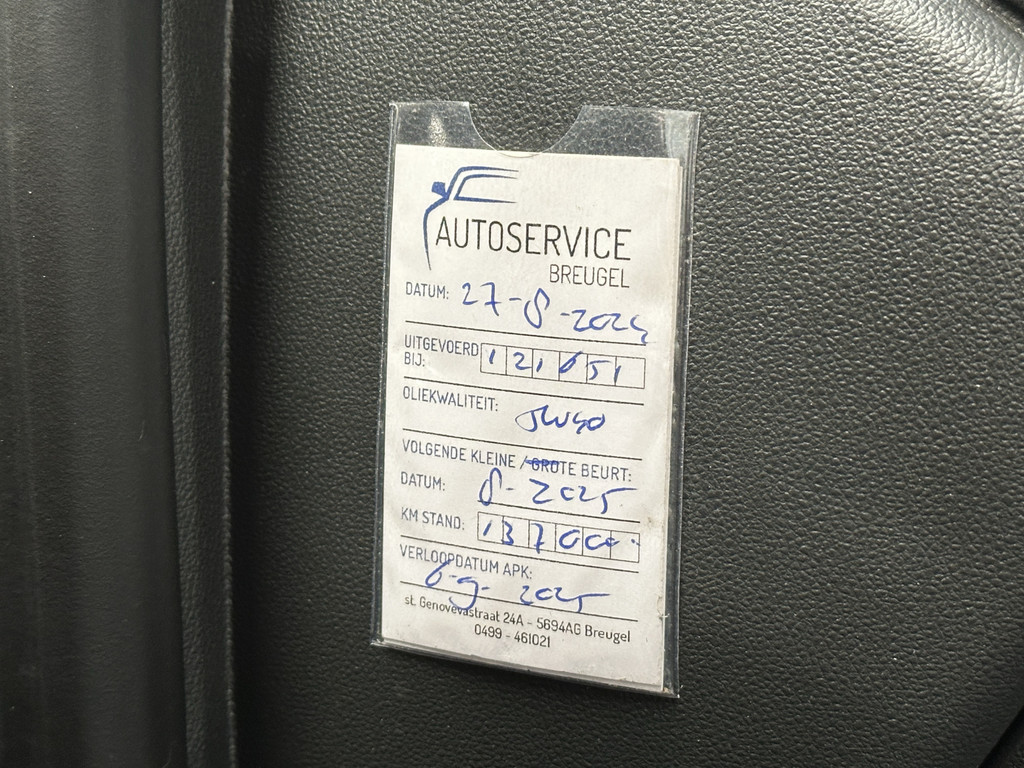 AUTOSERVICE
BREUGEL
DATUM: 27-8-2024
UITGEVOERD
BIJ: 121651
OLIEKWALITEIT: 5W40
VOLGENDE KLEINE / GROTE BEURT:
DATUM: 8-2025
KM STAND: 137000
VERLOOPDATUM APK:
6-9-2025
st. Genovevastraat 24A - 5694AG Breugel
0499 - 461021